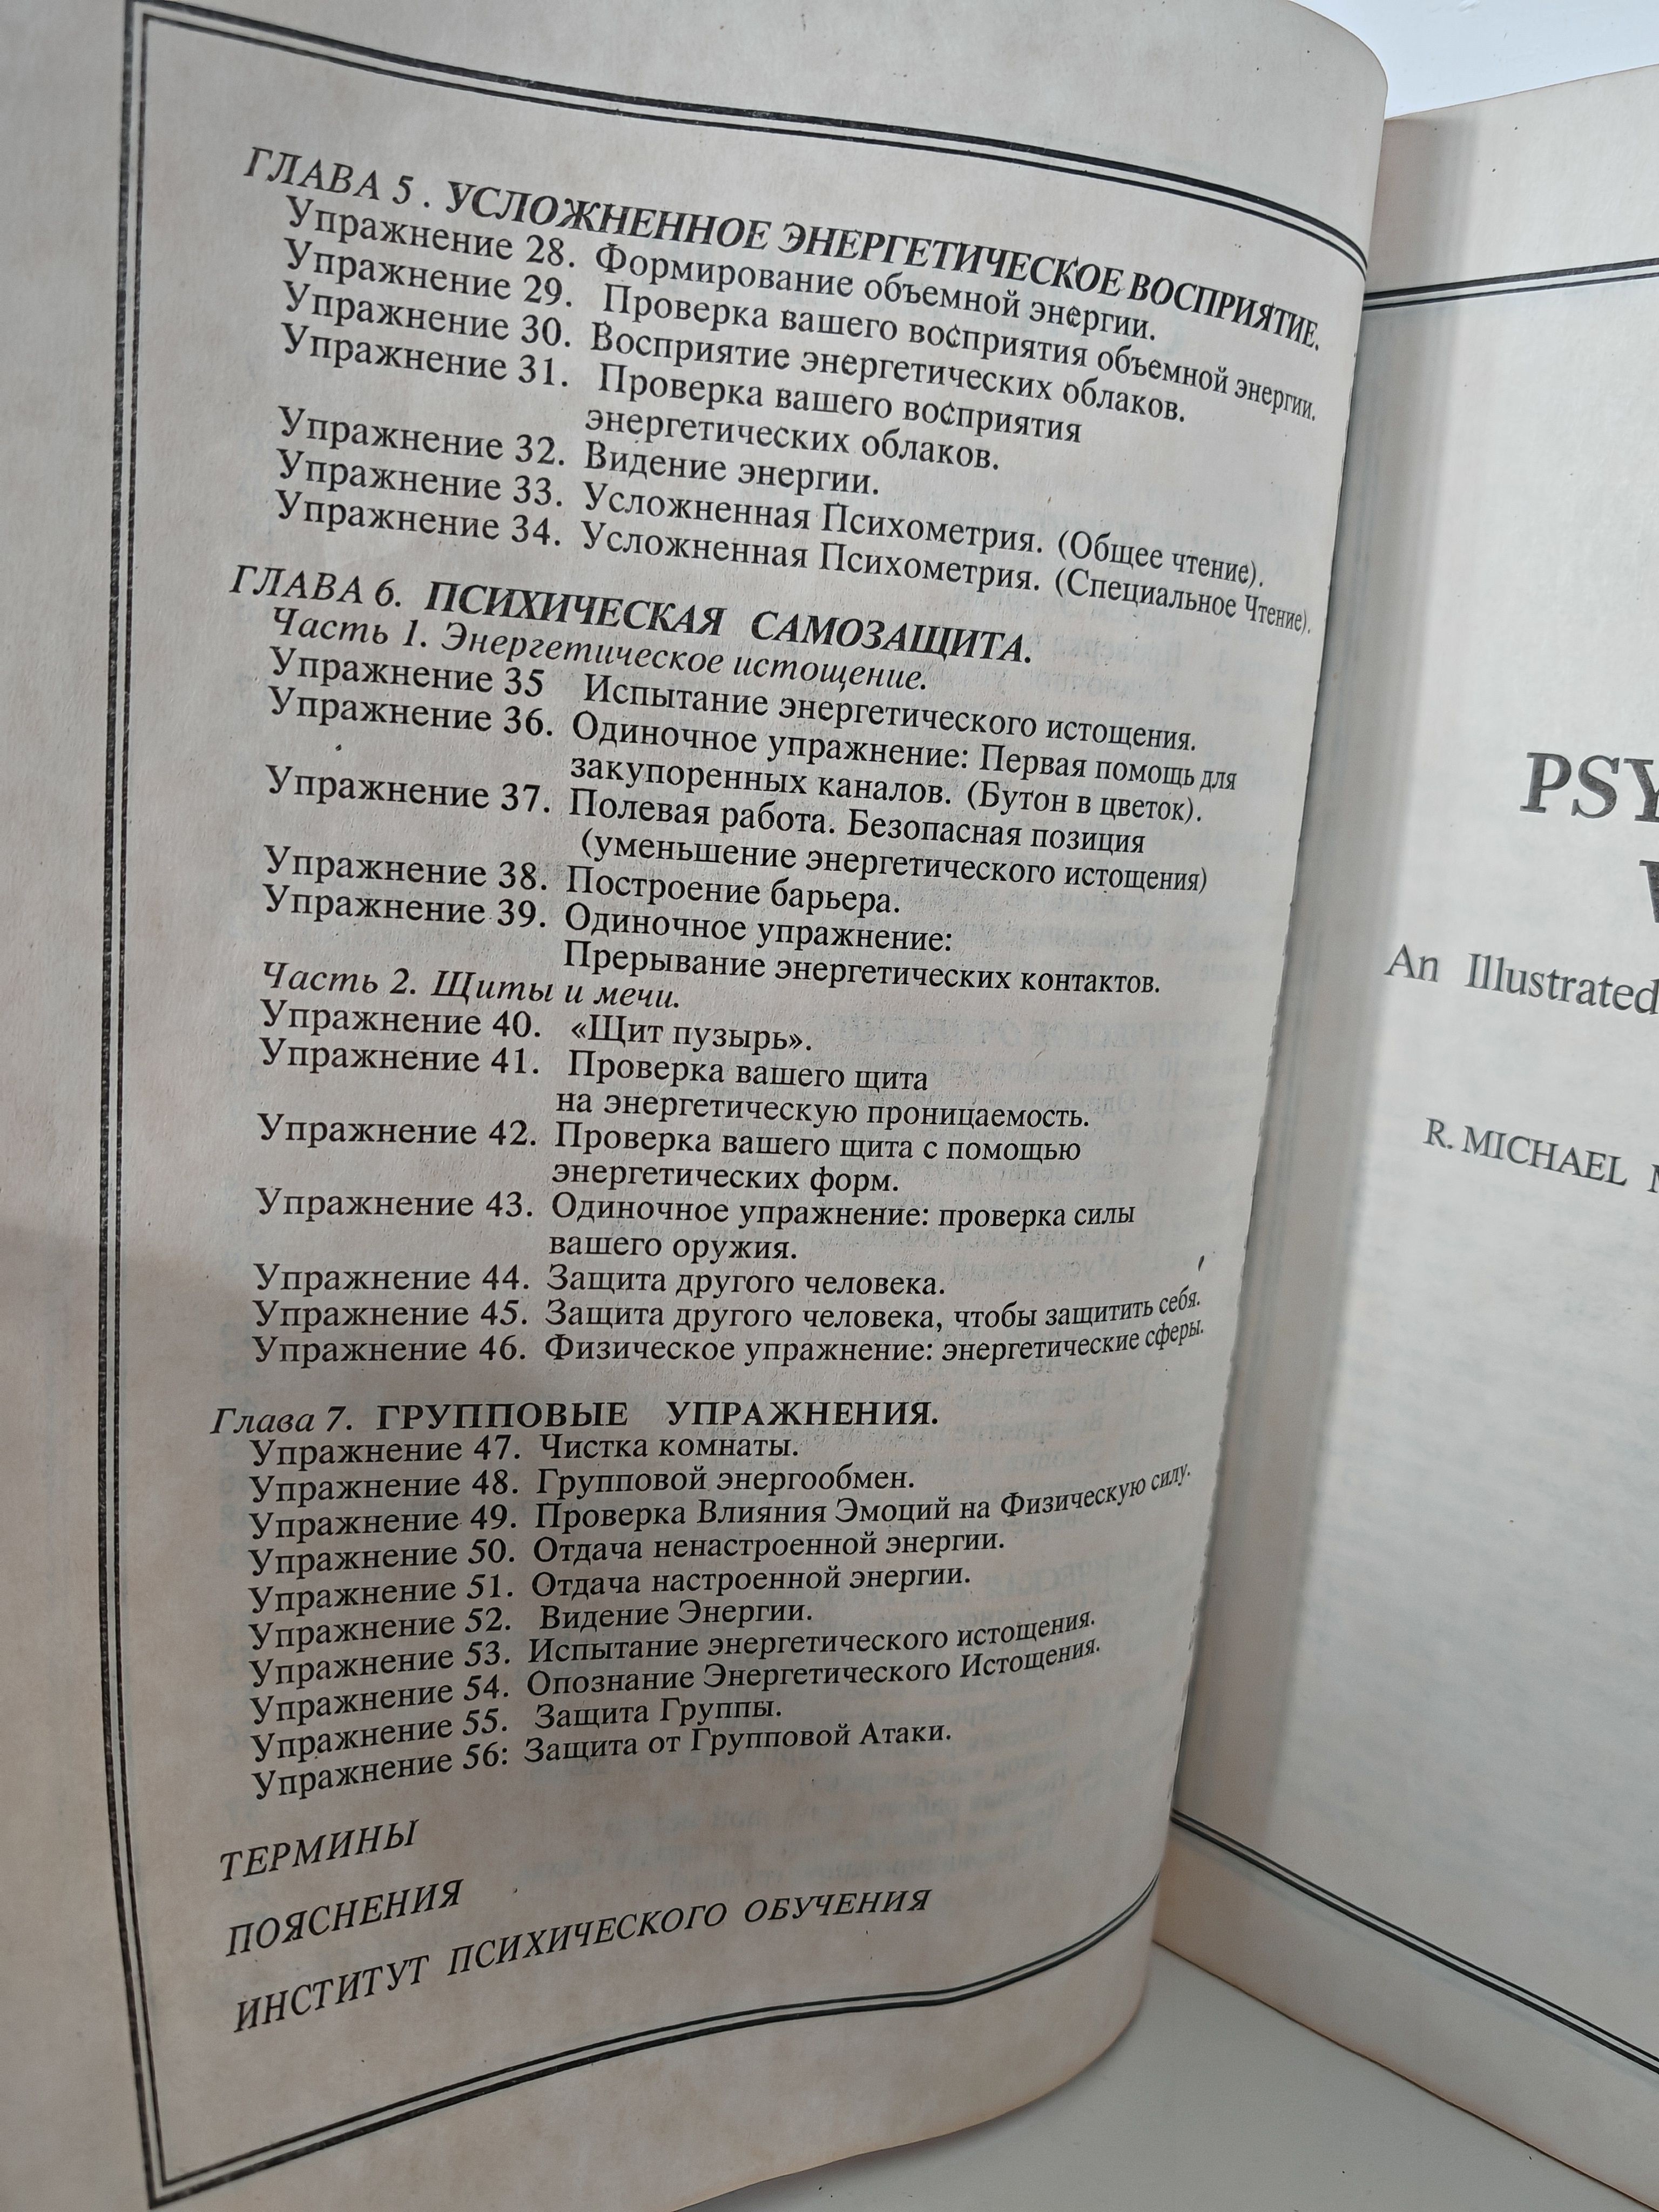 ГЛАВА 5 . УСЛОЖНЕННОЕ ЭНЕРГЕТИЧЕСКОЕ ВОСПРИЯТИЕ.
Упражнение 28. Формирование объемной энергии.
Упражнение 29. Проверка вашего восприятия объемной энергии.
Упражнение 30. Восприятие энергетических облаков.
Упражнение 31. Проверка вашего восприятия
энергетических облаков.
Упражнение 32. Видение энергии.
Упражнение 33. Усложненная Психометрия. (Общее чтение).
Упражнение 34. Усложненная Психометрия. (Специальное Чтение).
ГЛАВА 6. ПСИХИЧЕСКАЯ САМОЗАЩИТА.
Часть 1. Энергетическое истощение.
Упражнение 35 Испытание энергетического истощения.
Упражнение 36. Одиночное упражнение: Первая помощь для
закупоренных каналов. (Бутон в цветок).
Упражнение 37. Полевая работа. Безопасная позиция
(уменьшение энергетического истощения)
Упражнение 38. Построение барьера.
Упражнение 39. Одиночное упражнение:
Прерывание энергетических контактов.
Часть 2. Щиты и мечи.
Упражнение 40. «Щит пузырь».
Упражнение 41. Проверка вашего щита
на энергетическую проницаемость.
Упражнение 42. Проверка вашего щита с помощью
энергетических форм.
Упражнение 43. Одиночное упражнение: проверка силы
вашего оружия.
Упражнение 44. Защита другого человека.
Упражнение 45. Защита другого человека, чтобы защитить себя.
Упражнение 46. Физическое упражнение: энергетические сферы.
Глава 7. ГРУППОВЫЕ УПРАЖНЕНИЯ.
Упражнение 47. Чистка комнаты.
Упражнение 48. Групповой энергообмен.
Упражнение 49. Проверка Влияния Эмоций на Физическую силу.
Упражнение 50. Отдача ненастроенной энергии.
Упражнение 51. Отдача настроенной энергии.
Упражнение 52. Видение Энергии.
Упражнение 53. Испытание энергетического истощения.
Упражнение 54. Опознание Энергетического Истощения.
Упражнение 55. Защита Группы.
Упражнение 56: Защита от Групповой Атаки.
ТЕРМИНЫ
ПОЯСНЕНИЯ
ИНСТИТУТ ПСИХИЧЕСКОГО ОБУЧЕНИЯ
PSY
An Illustrated
R. MICHAEL